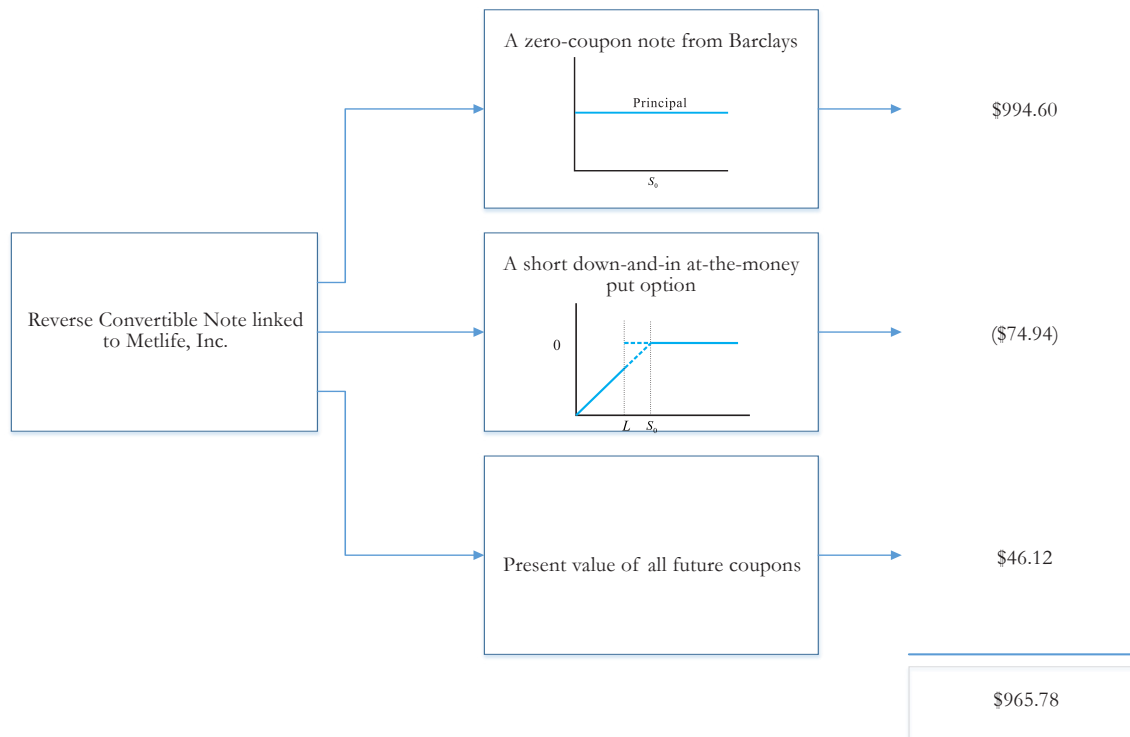 A zero-coupon note from Barclays
Principal
S₀
$994.60
Reverse Convertible Note linked
to Metlife, Inc.
A short down-and-in at-the-money
put option
0
L S₀
($74.94)
Present value of all future coupons
$46.12
$965.78